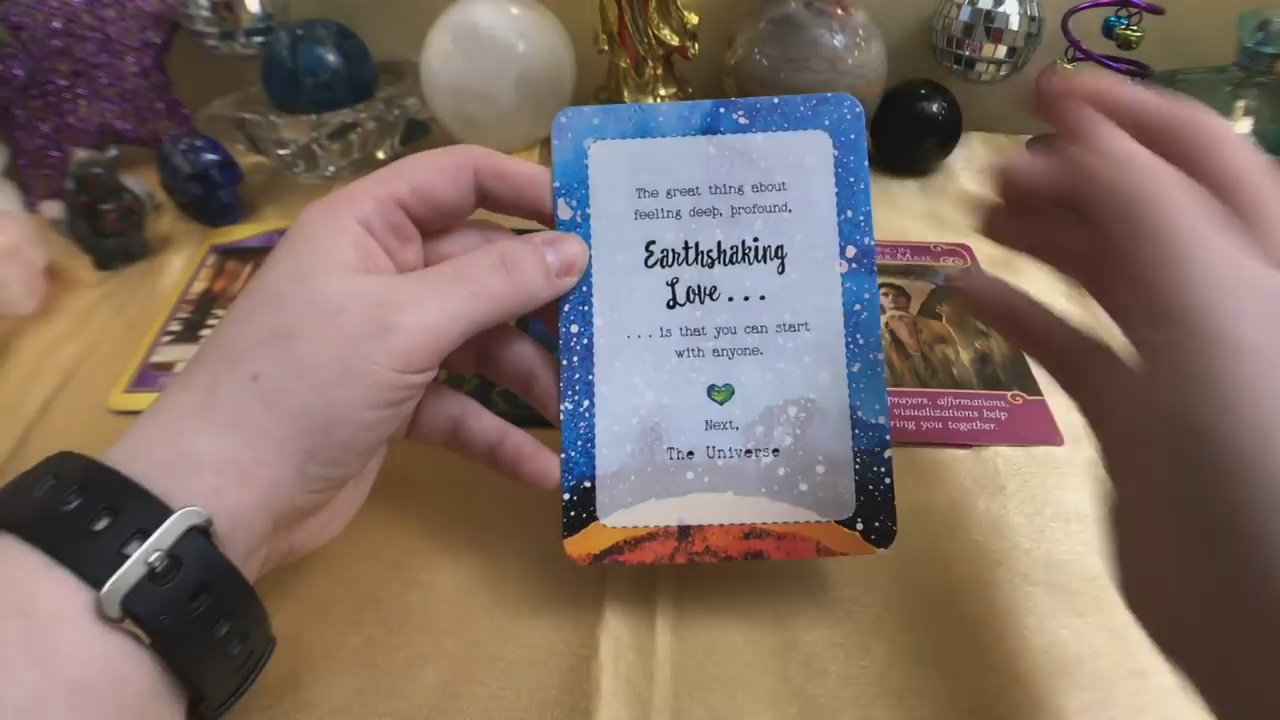 The great thing about
feeling deep, profound,
Earthshaking
Love...
...is that you can start
with anyone.
Next,
The Universe
prayers, affirmations,
visualizations help
you together.